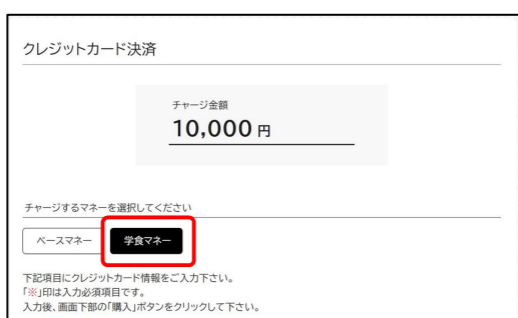 クレジットカード決済
チャージ金額
10,000 円
チャージするマネーを選択してください
ベースマネー 学食マネー
下記項目にクレジットカード情報をご入力下さい。
「※」印は入力必須項目です。
入力後、画面下部の「購入」ボタンをクリックして下さい。